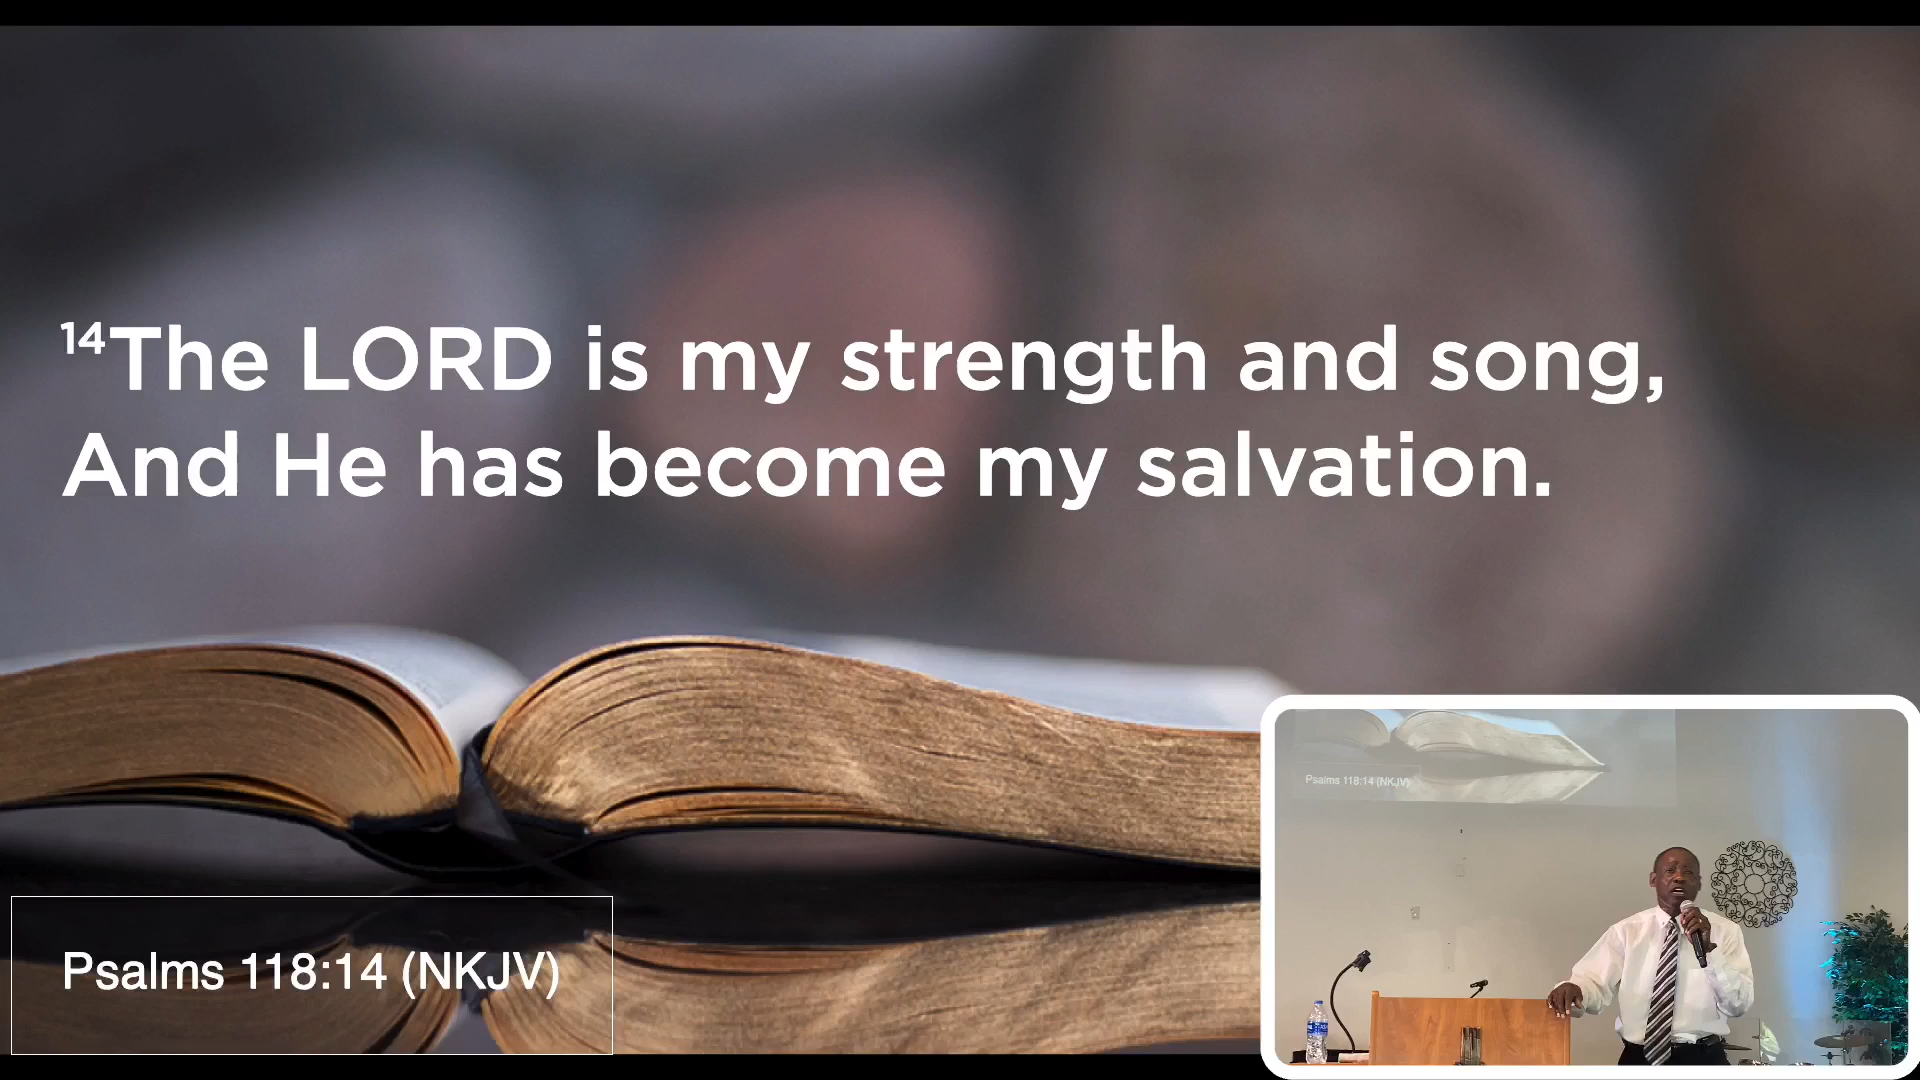 ¹⁴The LORD is my strength and song,
And He has become my salvation.
Psalms 118:14 (NKJV)
Psalms 118:14 (NKJV)